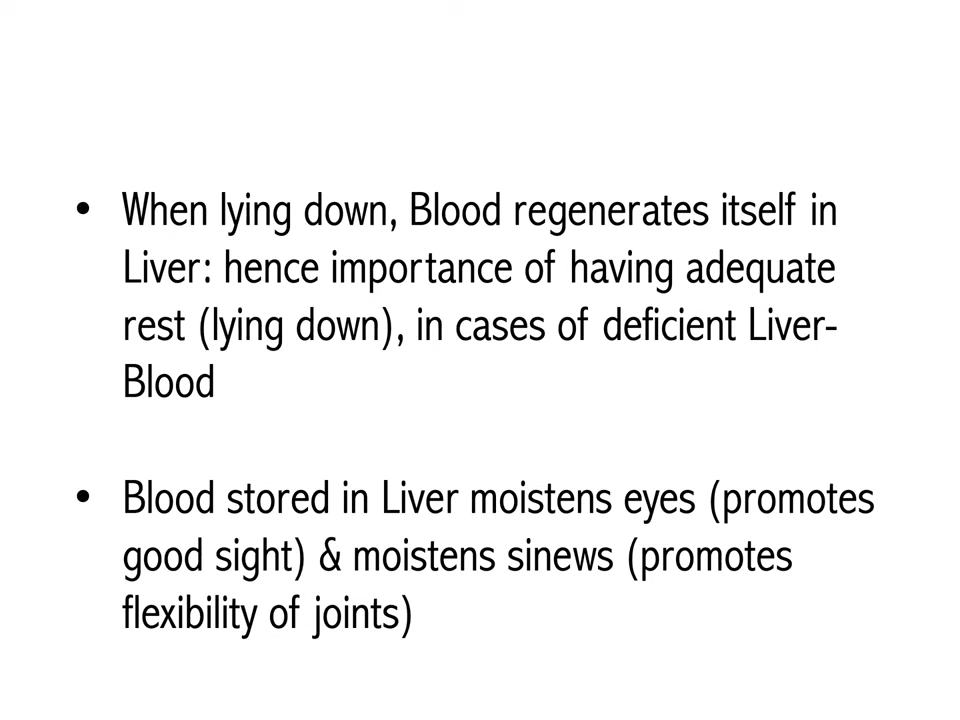 • When lying down, Blood regenerates itself in
Liver: hence importance of having adequate
rest (lying down), in cases of deficient Liver-
Blood
• Blood stored in Liver moistens eyes (promotes
good sight) & moistens sinews (promotes
flexibility of joints)